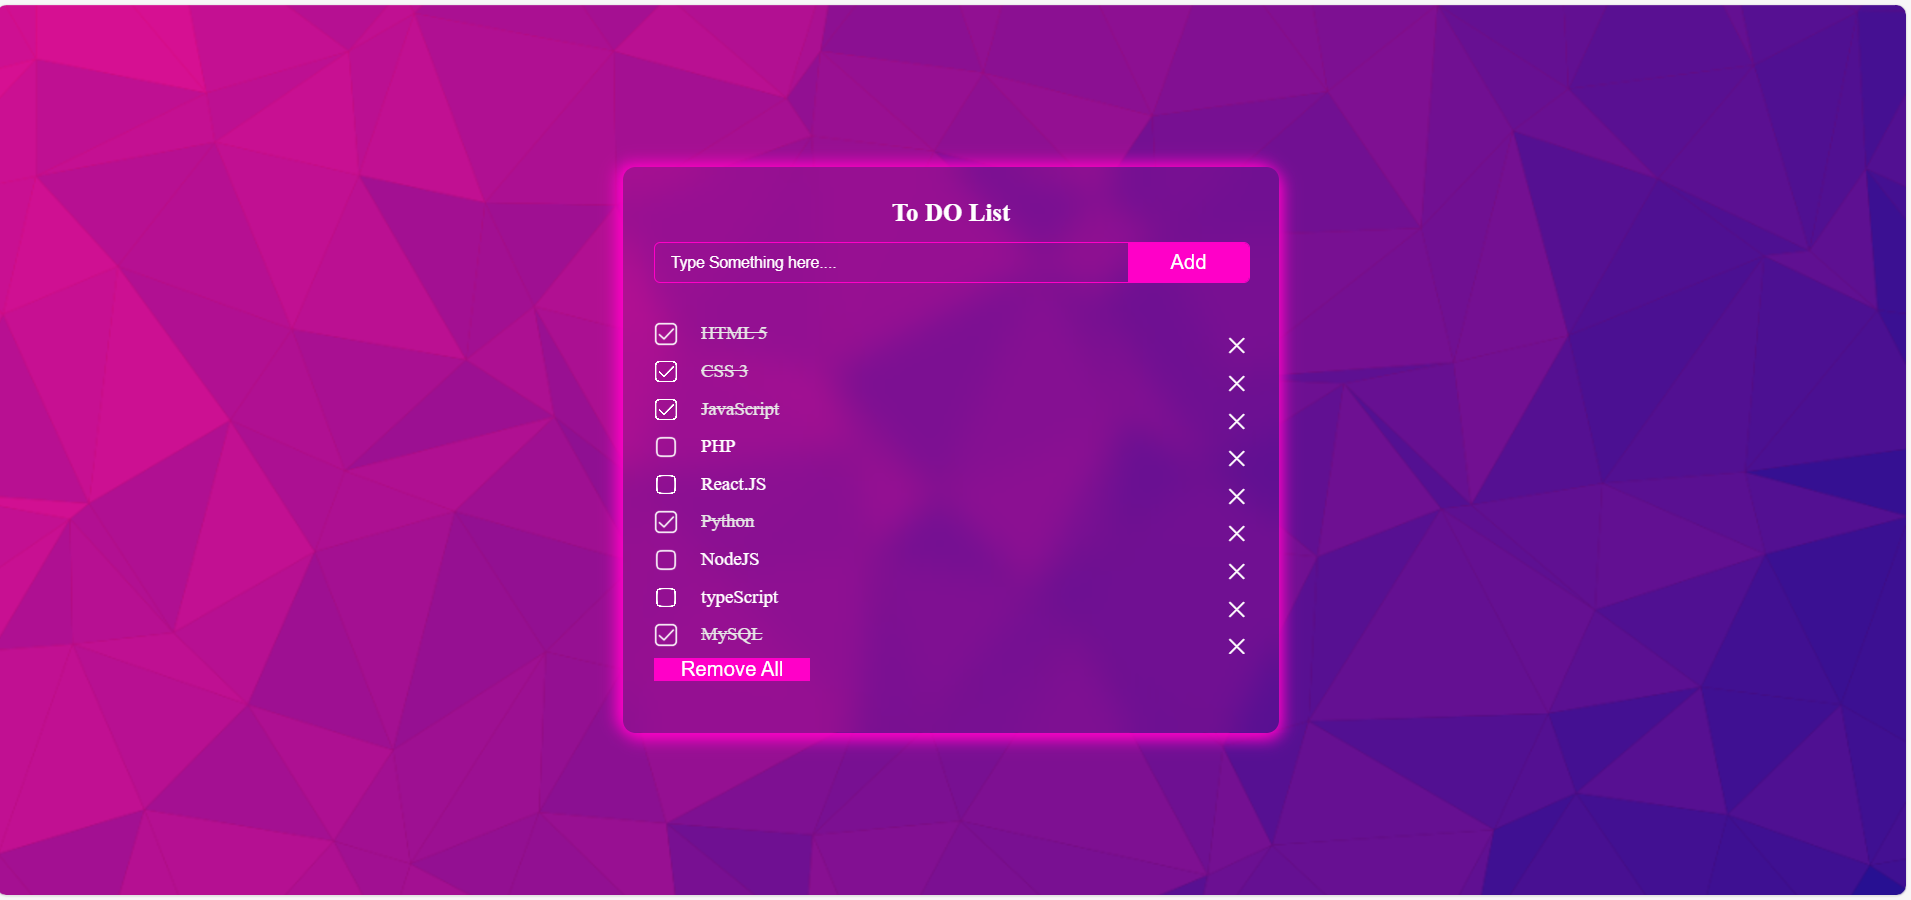 To DO List
Type Something here....
Add
HTML 5
CSS 3
JavaScript
PHP
React.JS
Python
NodeJS
typeScript
MySQL
Remove All